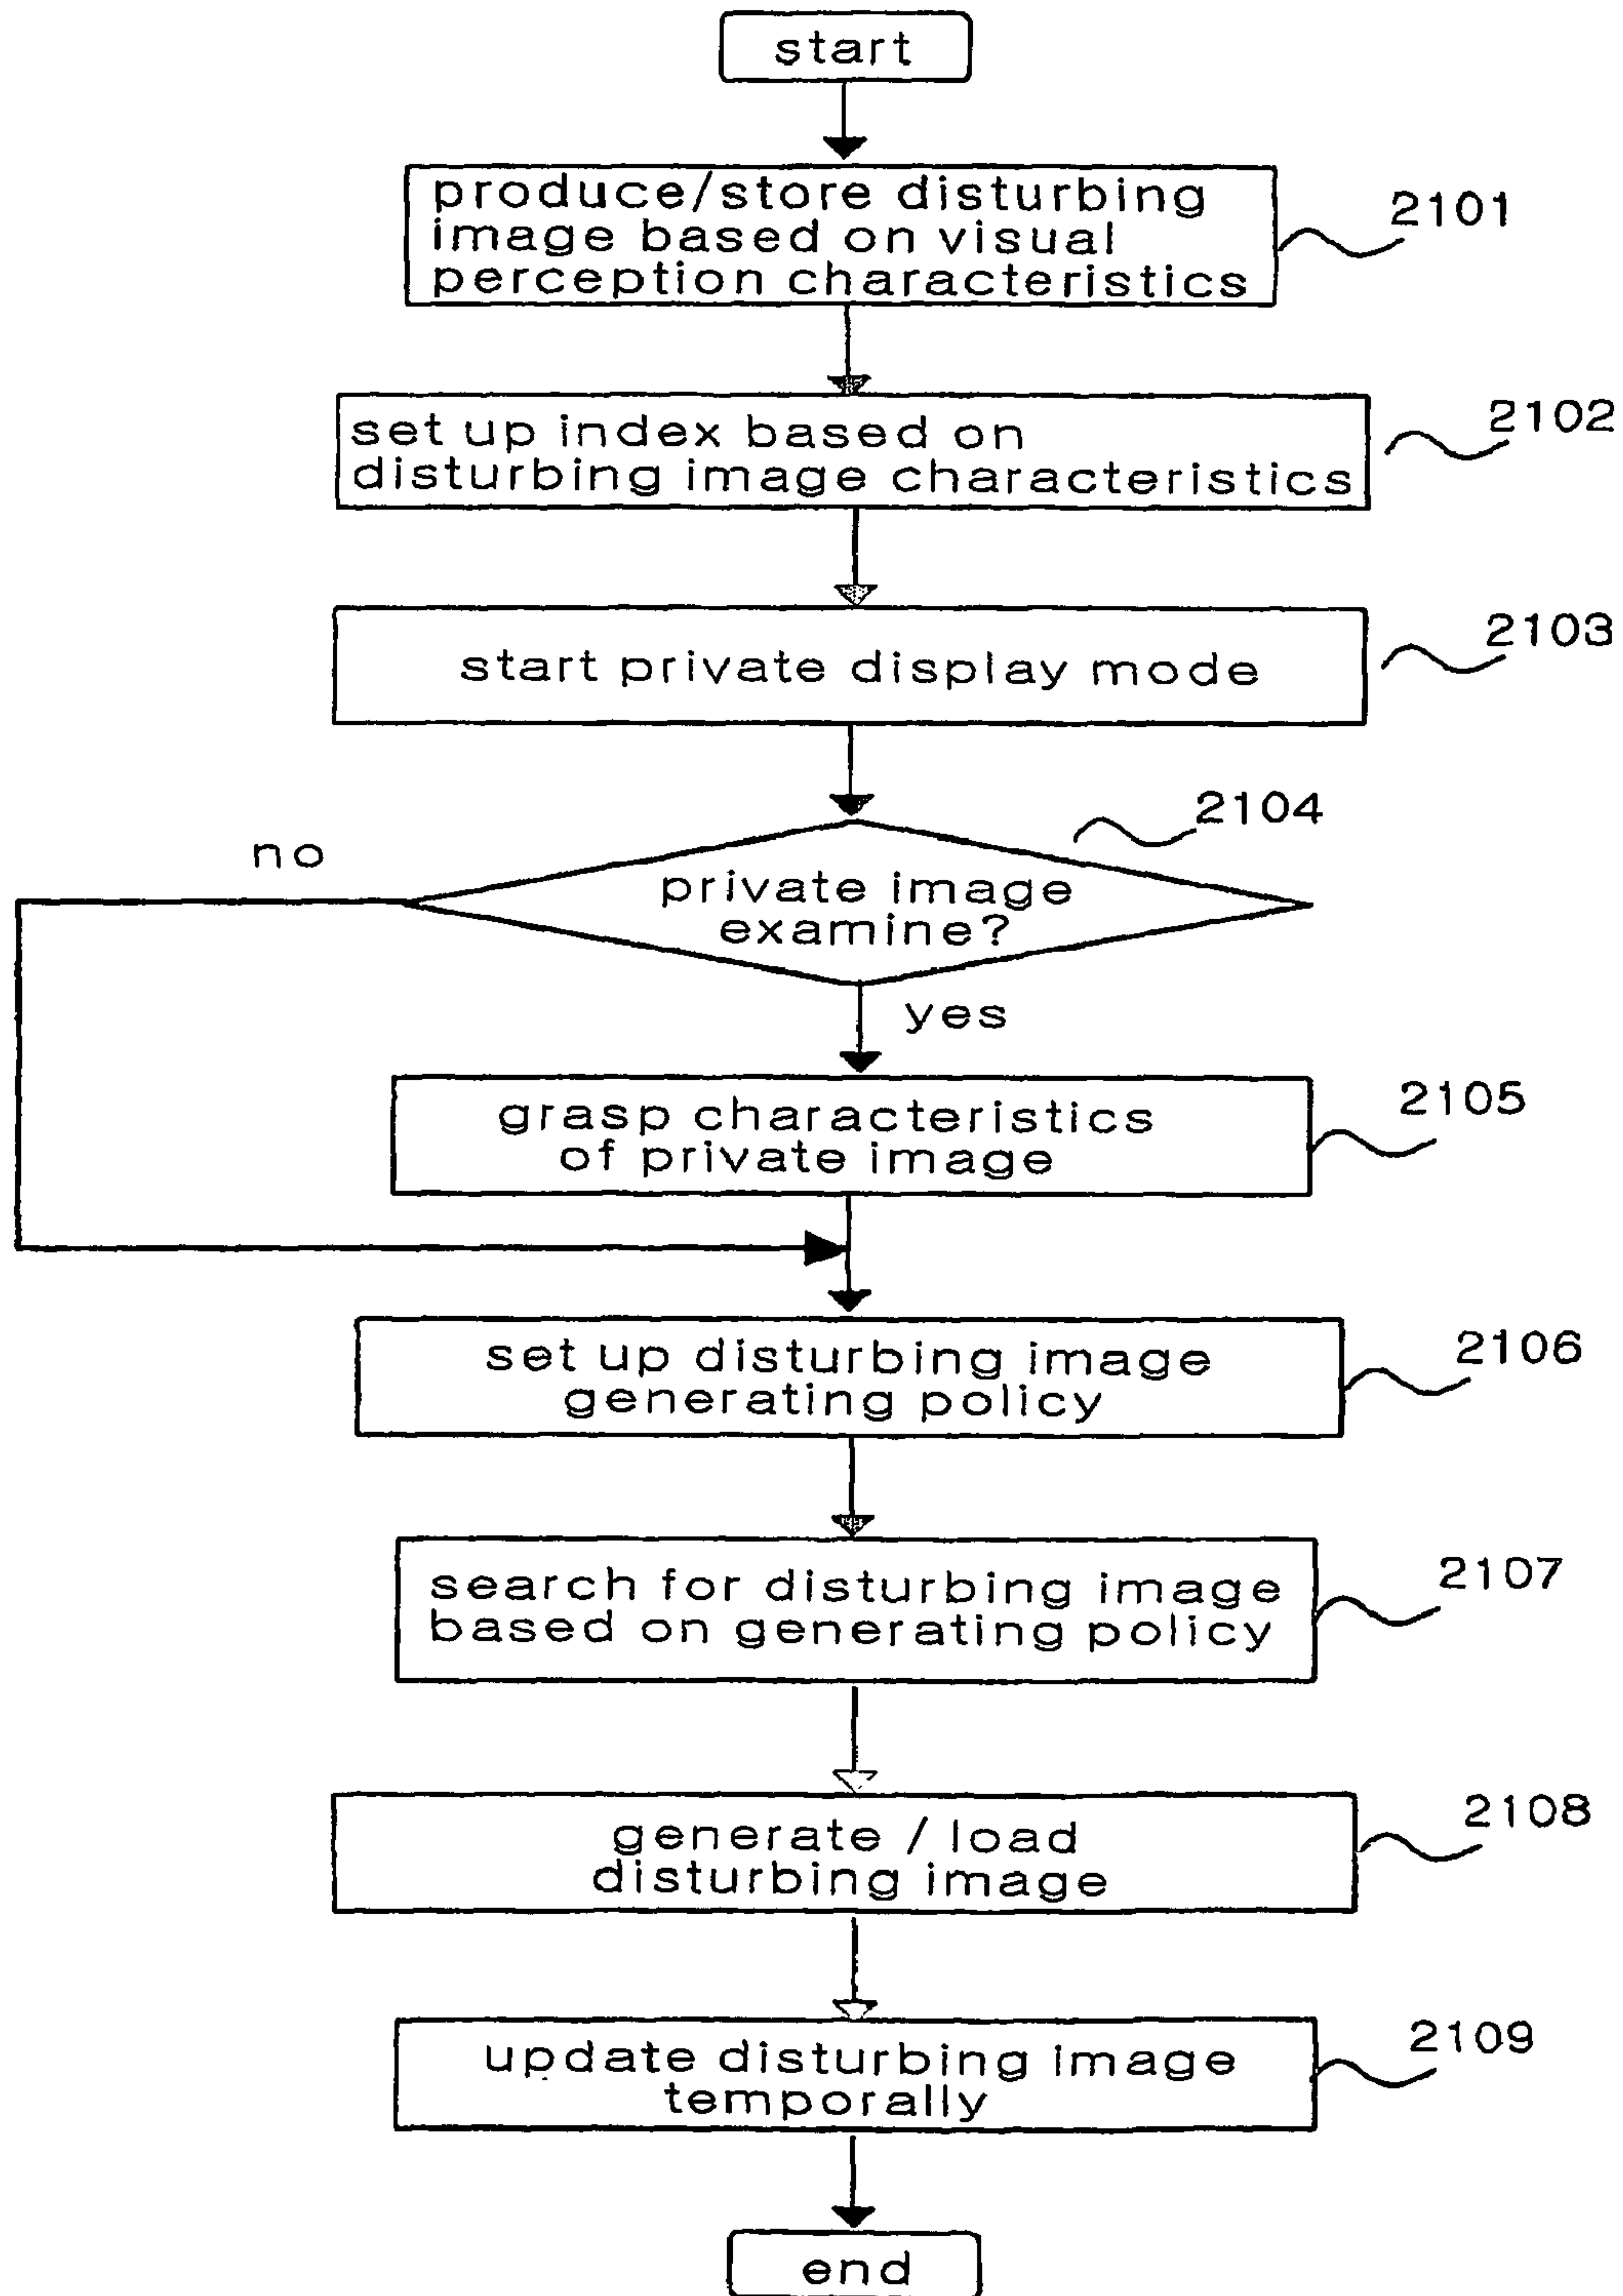 start
produce/store disturbing
image based on visual
perception characteristics
2101
set up index based on
disturbing image characteristics
2102
start private display mode
2103
2104
no
private image
examine?
yes
grasp characteristics
of private image
2105
set up disturbing image
generating policy
2106
search for disturbing image
based on generating policy
2107
generate / load
disturbing image
2108
update disturbing image
temporally
2109
end